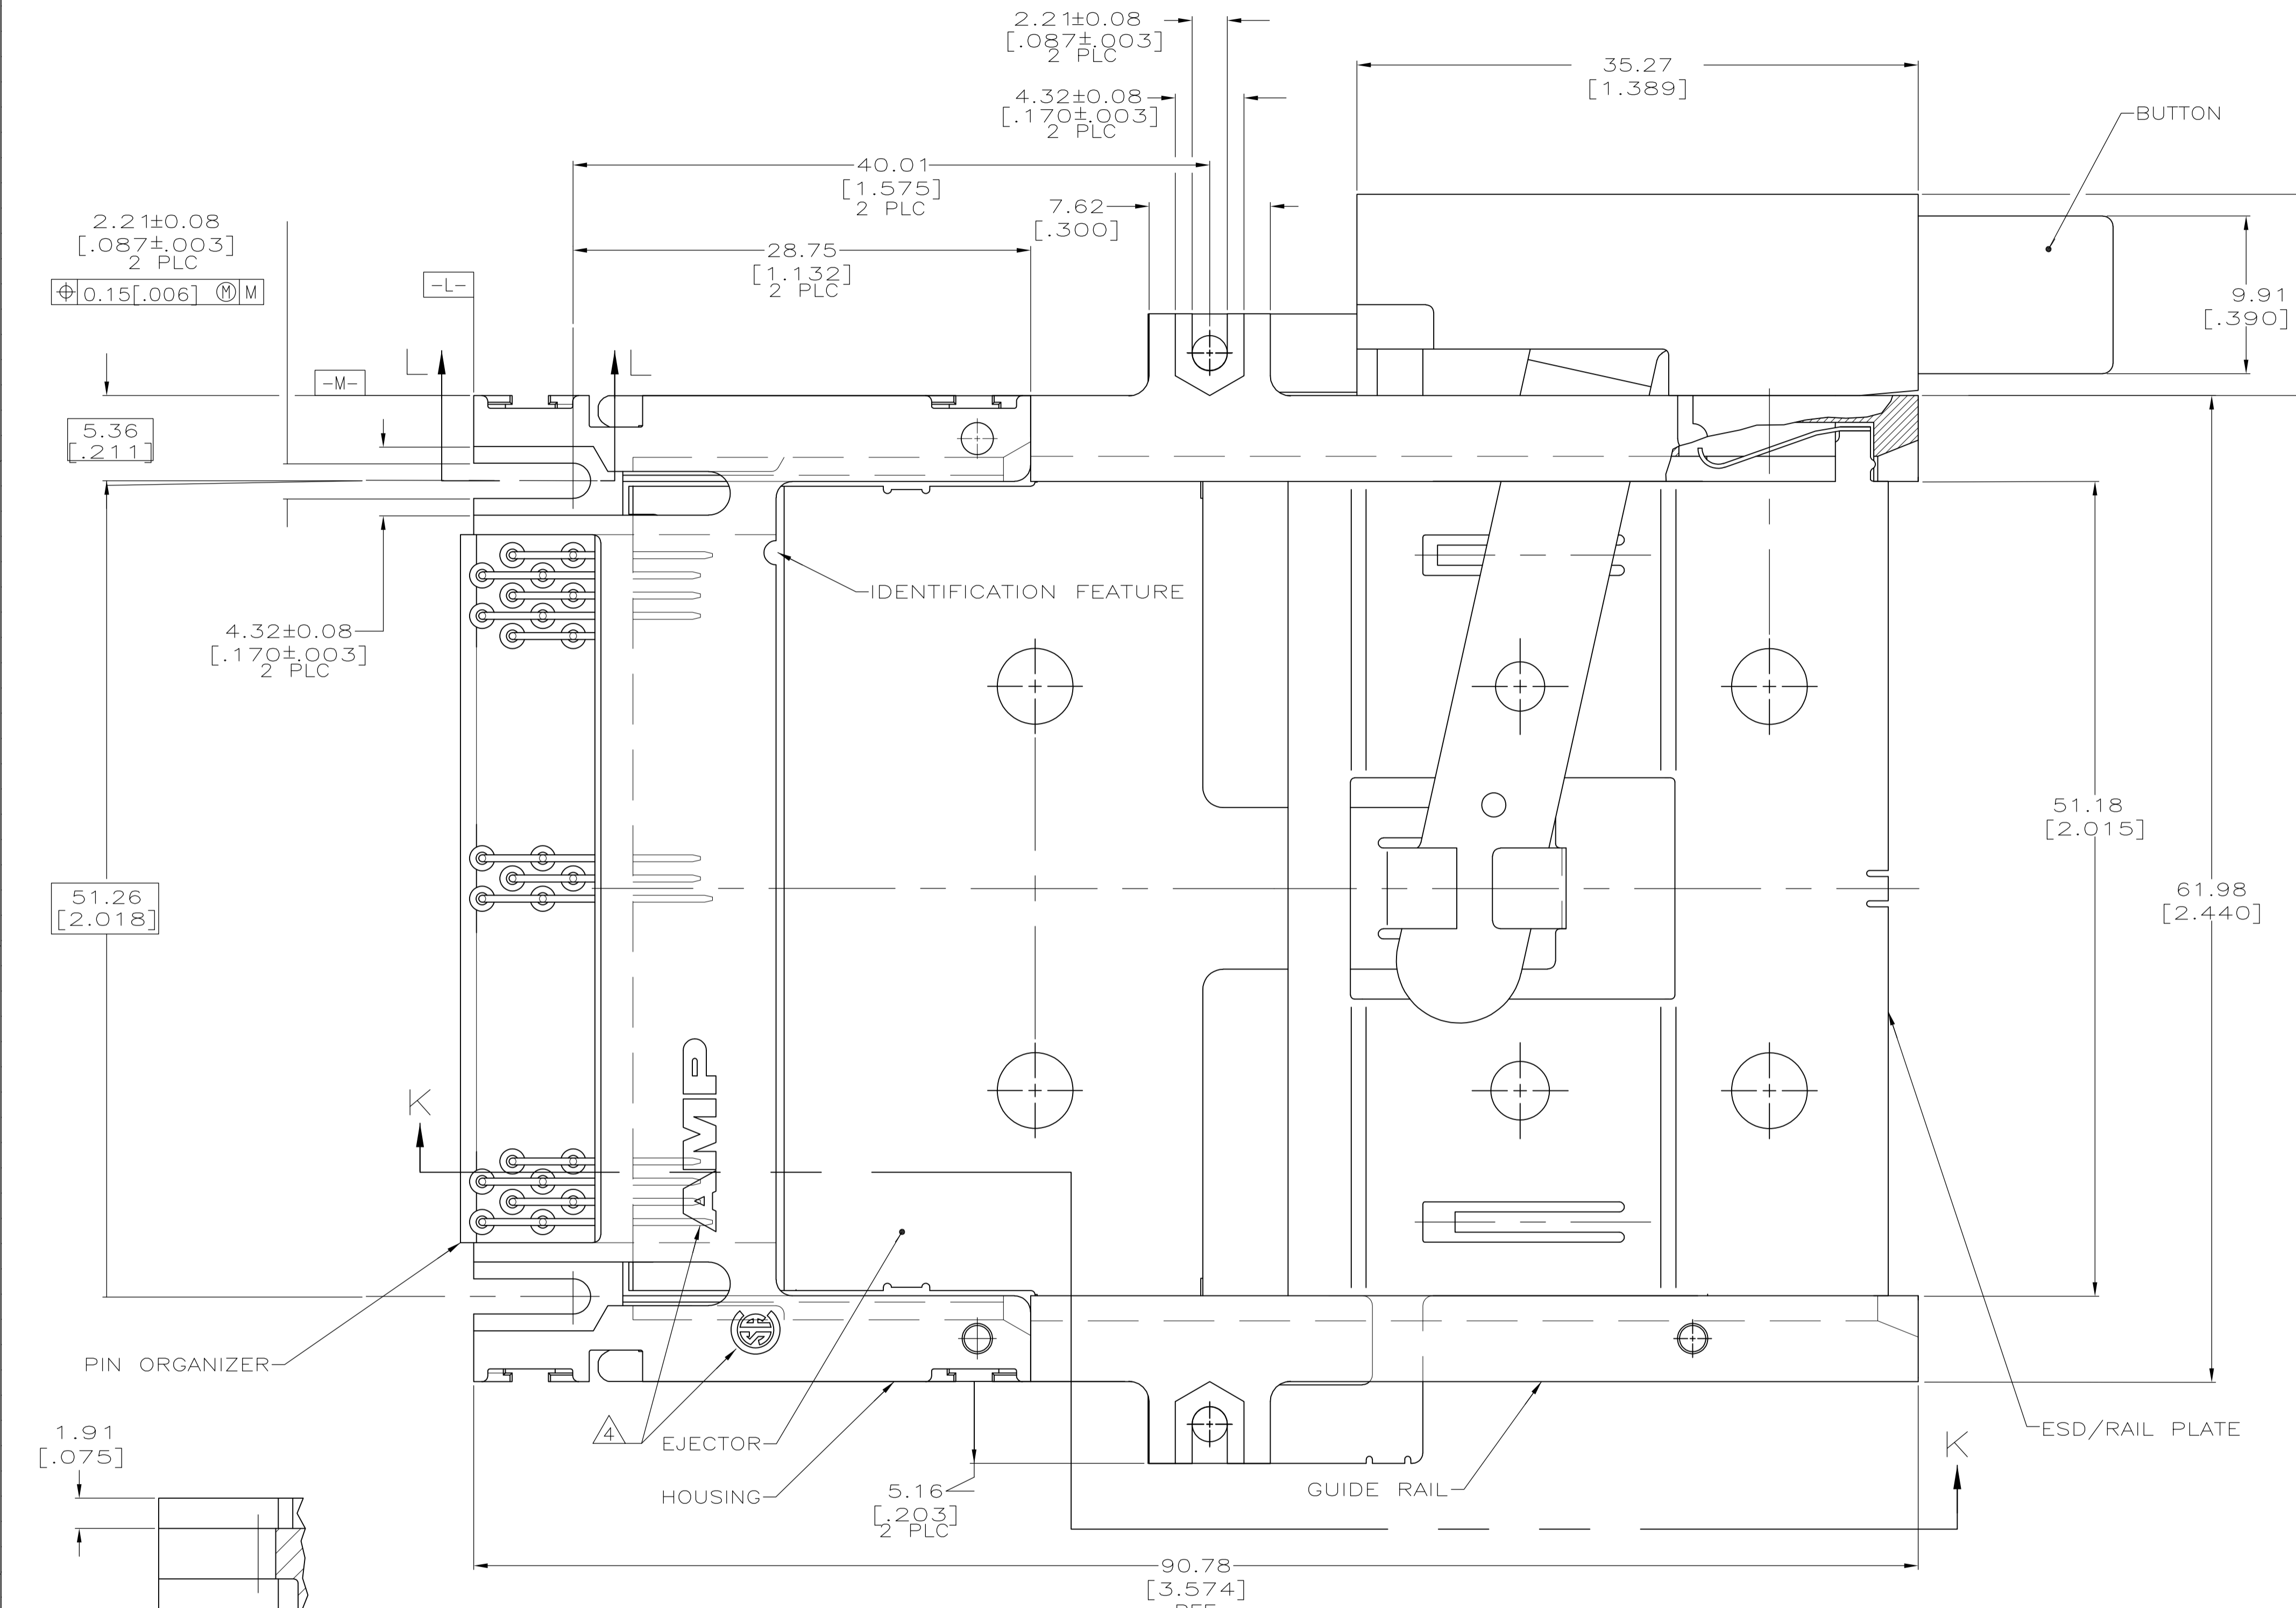 2.21±0.08
[.087±.003]
2 PLC
35.27
[1.389]
4.32±0.08
[.170±.003]
2 PLC
BUTTON
40.01
[1.575]
2 PLC
7.62
[.300]
2.21±0.08
[.087±.003]
2 PLC
⌖ 0.15[.006] Ⓜ M
28.75
[1.132]
2 PLC
-L-
9.91
[.390]
L L
-M-
5.36
[.211]
IDENTIFICATION FEATURE
4.32±0.08
[.170±.003]
2 PLC
51.18
[2.015]
51.26
[2.018]
61.98
[2.440]
AMP
K
PIN ORGANIZER
4
EJECTOR
ESD/RAIL PLATE
K
1.91
[.075]
HOUSING
5.16
[.203]
2 PLC
GUIDE RAIL
90.78
[3.574]
REF